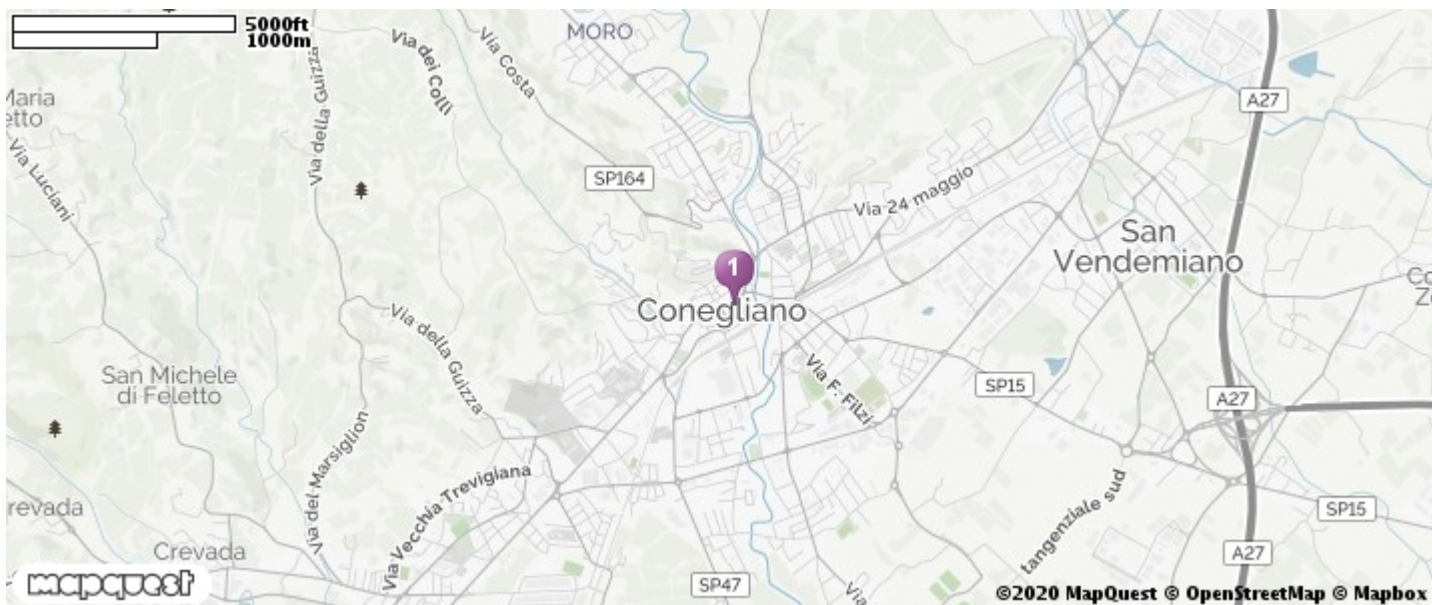 5000ft
1000m
MORO
Via dei Colli
Via Costa
Via della Guizza
A27
Maria
etto
Via Luciani
SP164
Via 24 maggio
San
Vendemiano
1
Conegliano
Co
Via della Guizza
San Michele
di Feletto
Via F. Filzi
SP15
A27
Via del Marsiglion
Via Vecchia Trevigiana
tangenziale sud
revada
SP15
Crevada
A27
mapquest
SP47
Via
©2020 MapQuest © OpenStreetMap © Mapbox